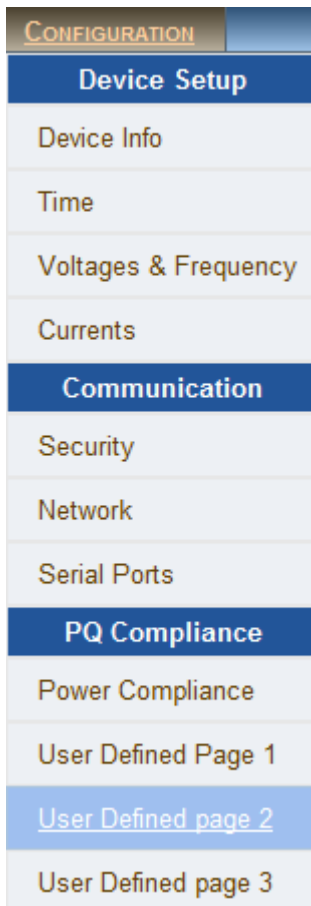 CONFIGURATION
Device Setup
Device Info
Time
Voltages & Frequency
Currents
Communication
Security
Network
Serial Ports
PQ Compliance
Power Compliance
User Defined Page 1
User Defined page 2
User Defined page 3